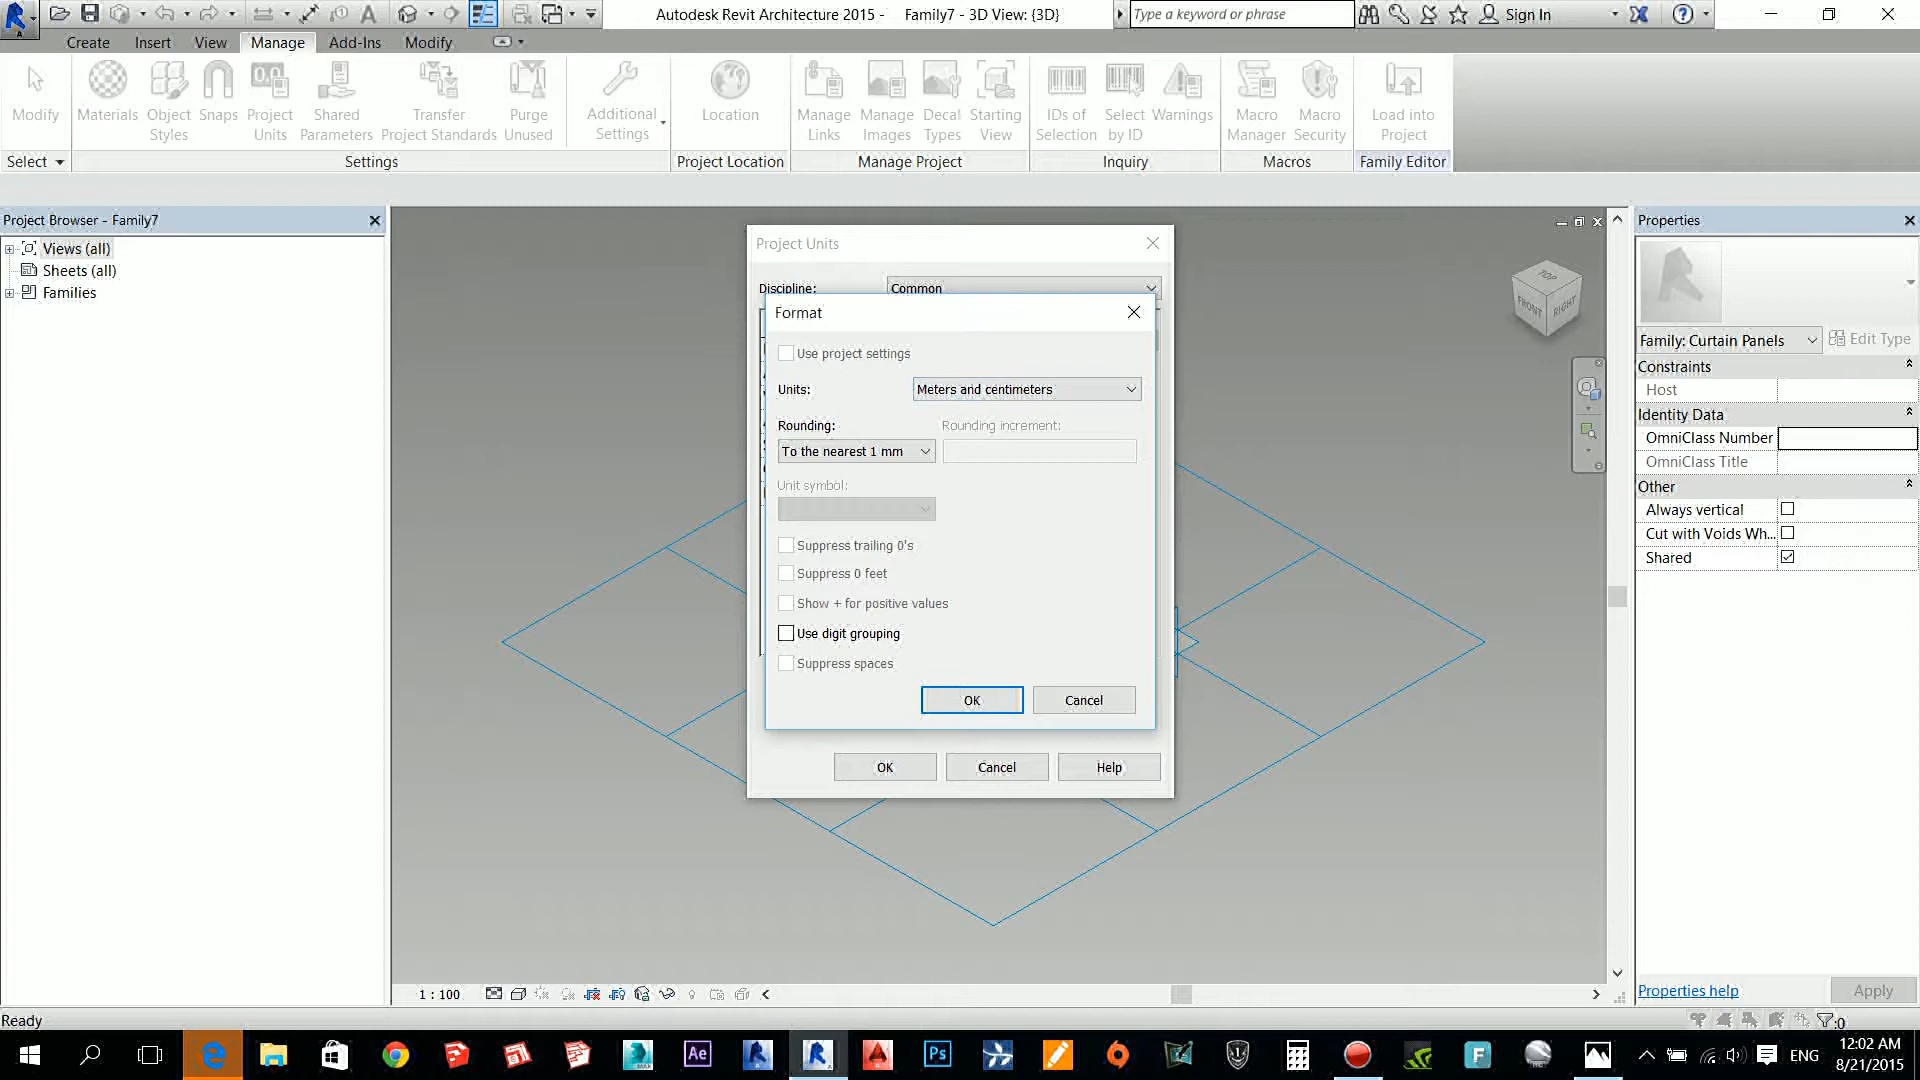 Autodesk Revit Architecture 2015 - Family7 - 3D View: {3D}
Type a keyword or phrase
Sign In
Create Insert View Manage Add-Ins Modify
Modify
Materials
Object Styles
Snaps
Project Units
Shared Parameters
Transfer Project Standards
Purge Unused
Additional Settings
Location
Manage Links
Manage Images
Decal Types
Starting View
IDs of Selection
Select by ID
Warnings
Macro Manager
Macro Security
Load into Project
Select
Settings
Project Location
Manage Project
Inquiry
Macros
Family Editor
Project Browser - Family7
Views (all)
Sheets (all)
Families
Project Units
Discipline: Common
Format
Use project settings
Units: Meters and centimeters
Rounding: Rounding increment:
To the nearest 1 mm
Unit symbol:
Suppress trailing 0's
Suppress 0 feet
Show + for positive values
Use digit grouping
Suppress spaces
OK Cancel
OK Cancel Help
TOP
FRONT RIGHT
Properties
Family: Curtain Panels
Edit Type
Constraints
Host
Identity Data
OmniClass Number
OmniClass Title
Other
Always vertical
Cut with Voids Wh...
Shared
Properties help
Apply
1 : 100
Ready
:0
Ae
Ps
F
ENG
12:02 AM
8/21/2015